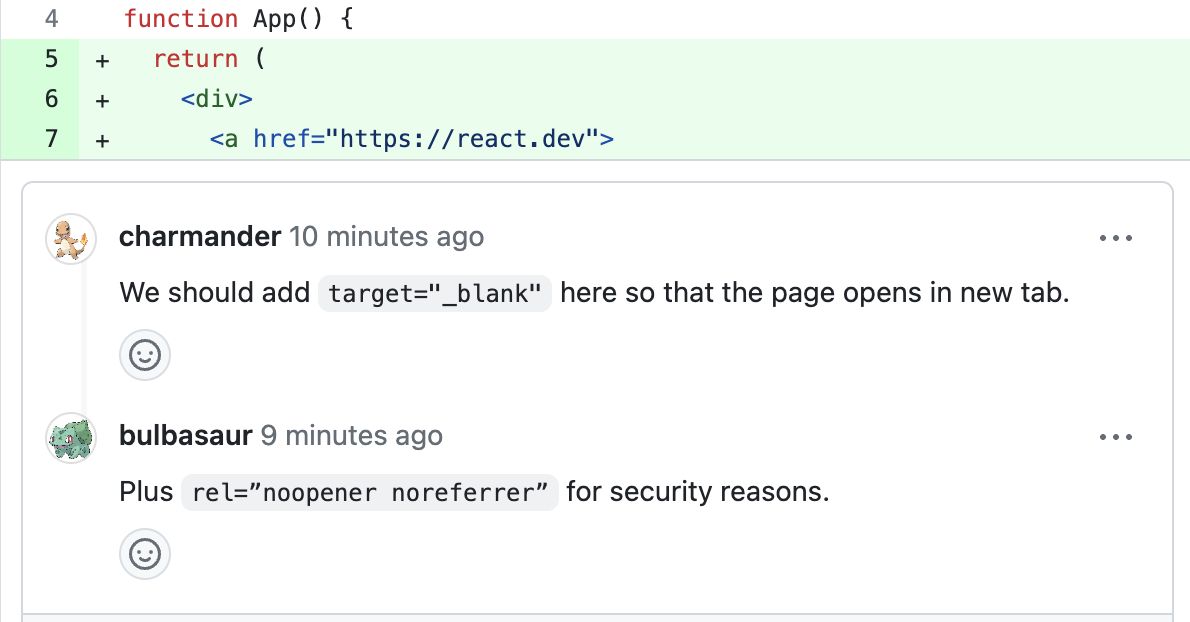 4 function App() {
5 + return (
6 + <div>
7 + <a href="https://react.dev">
charmander 10 minutes ago
We should add target="_blank" here so that the page opens in new tab.
bulbasaur 9 minutes ago
Plus rel=”noopener noreferrer” for security reasons.